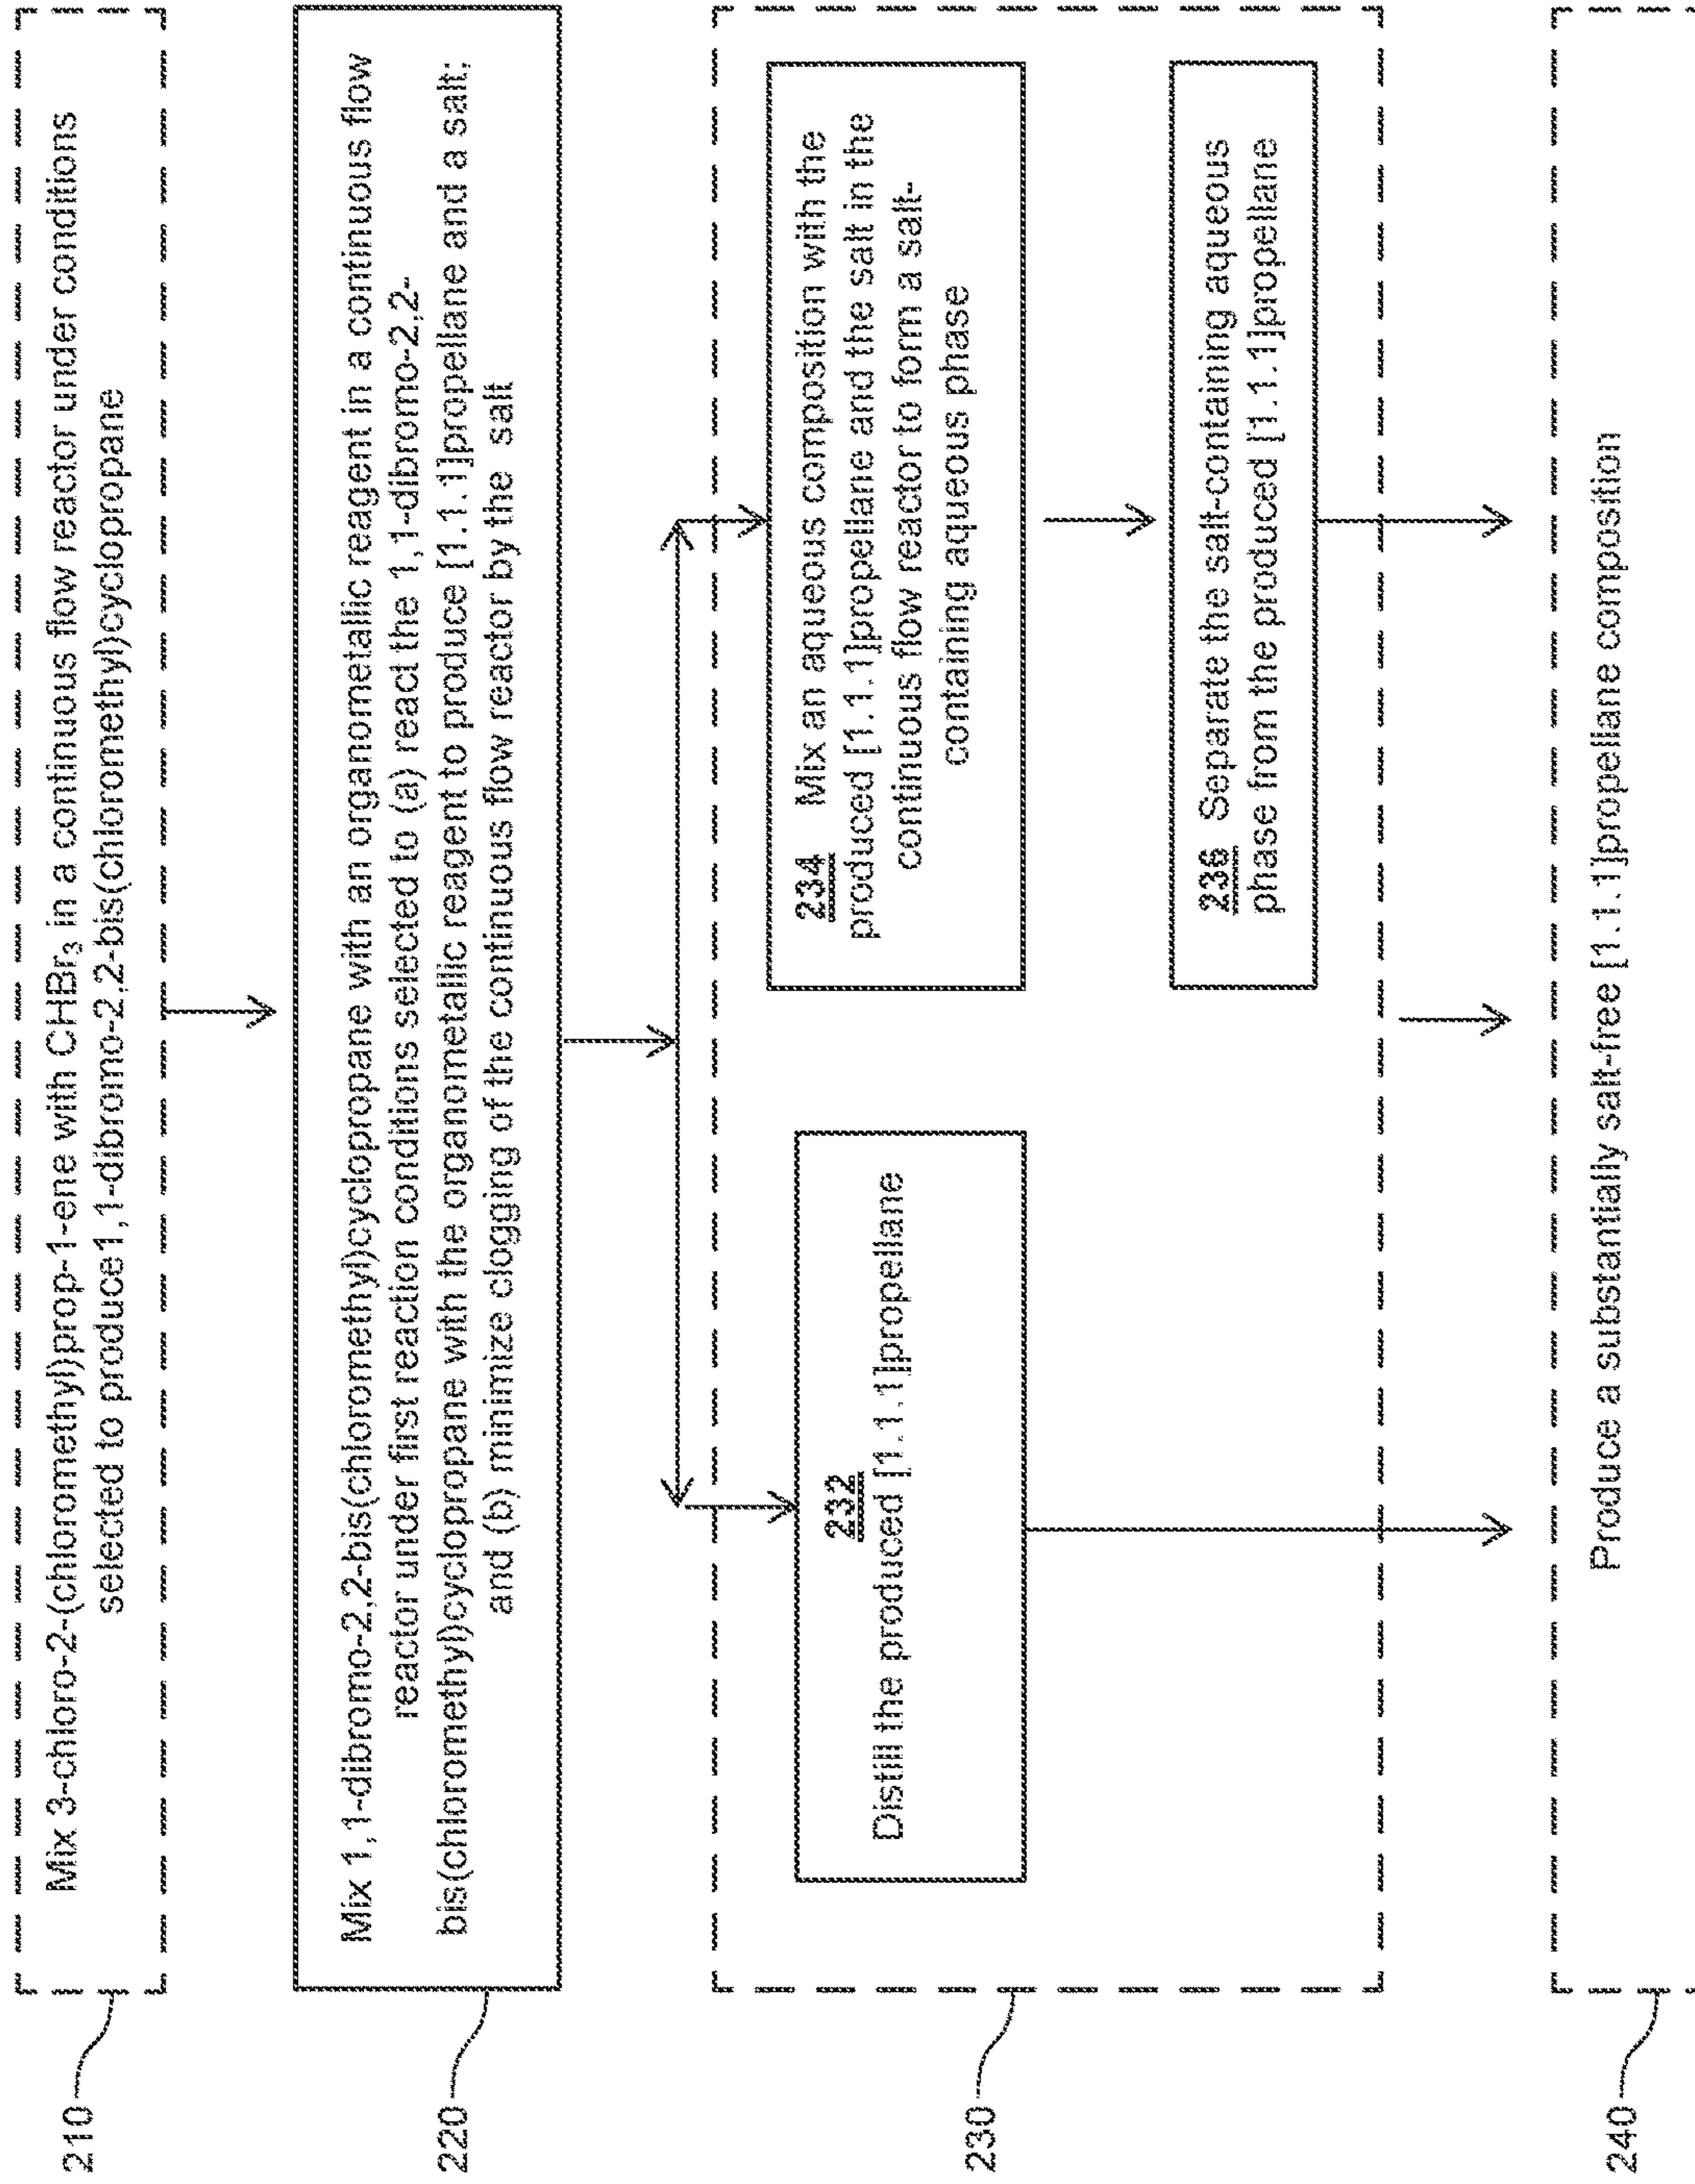 210
Mix 3-chloro-2-(chloromethyl)prop-1-ene with CHBr₃ in a continuous flow reactor under conditions
selected to produce1,1-dibromo-2,2-bis(chloromethyl)cyclopropane
220
Mix 1,1-dibromo-2,2-bis(chloromethyl)cyclopropane with an organometallic reagent in a continuous flow
reactor under first reaction conditions selected to (a) react the 1,1-dibromo-2,2-
bis(chloromethyl)cyclopropane with the organometallic reagent to produce [1.1.1]propellane and a salt;
and (b) minimize clogging of the continuous flow reactor by the salt
230
232
Distill the produced [1.1.1]propellane
234 Mix an aqueous composition with the
produced [1.1.1]propellane and the salt in the
continuous flow reactor to form a salt-
containing aqueous phase
236 Separate the salt-containing aqueous
phase from the produced [1.1.1]propellane
240
Produce a substantially salt-free [1.1.1]propellane composition